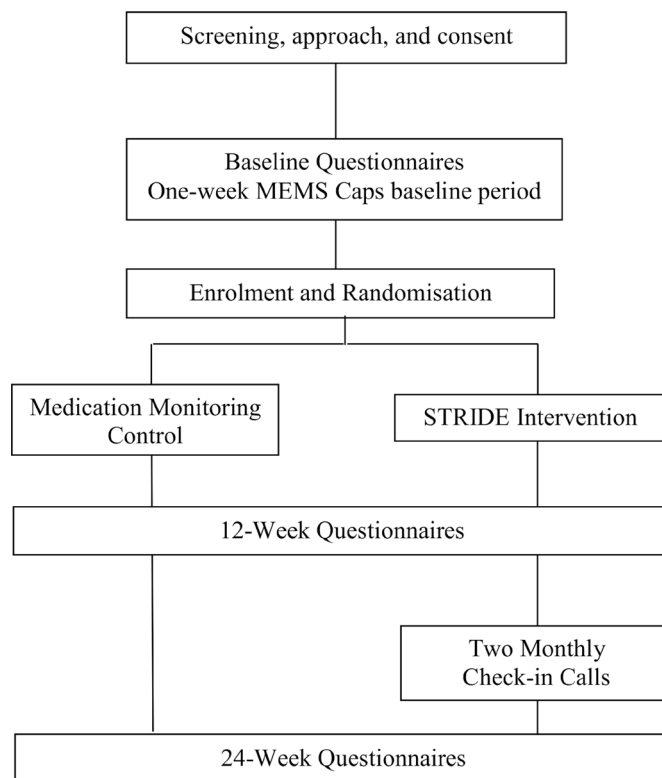 Screening, approach, and consent
Baseline Questionnaires
One-week MEMS Caps baseline period
Enrolment and Randomisation
Medication Monitoring
Control
STRIDE Intervention
12-Week Questionnaires
Two Monthly
Check-in Calls
24-Week Questionnaires